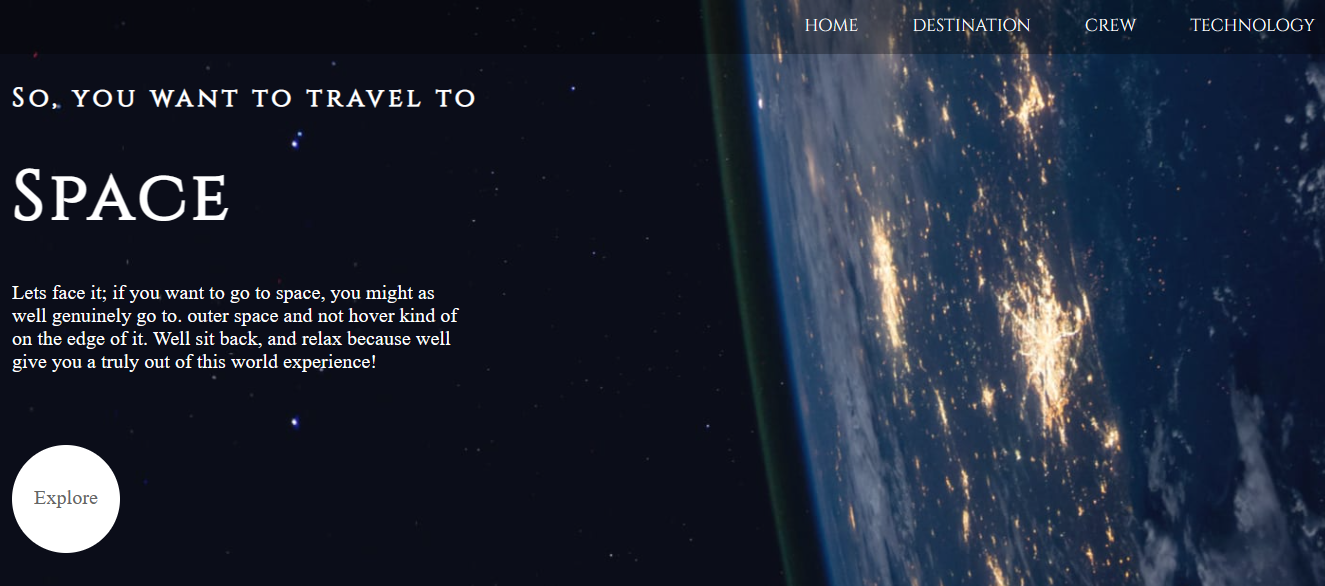 HOME DESTINATION CREW TECHNOLOGY
So, you want to travel to
Space
Lets face it; if you want to go to space, you might as
well genuinely go to. outer space and not hover kind of
on the edge of it. Well sit back, and relax because well
give you a truly out of this world experience!
Explore